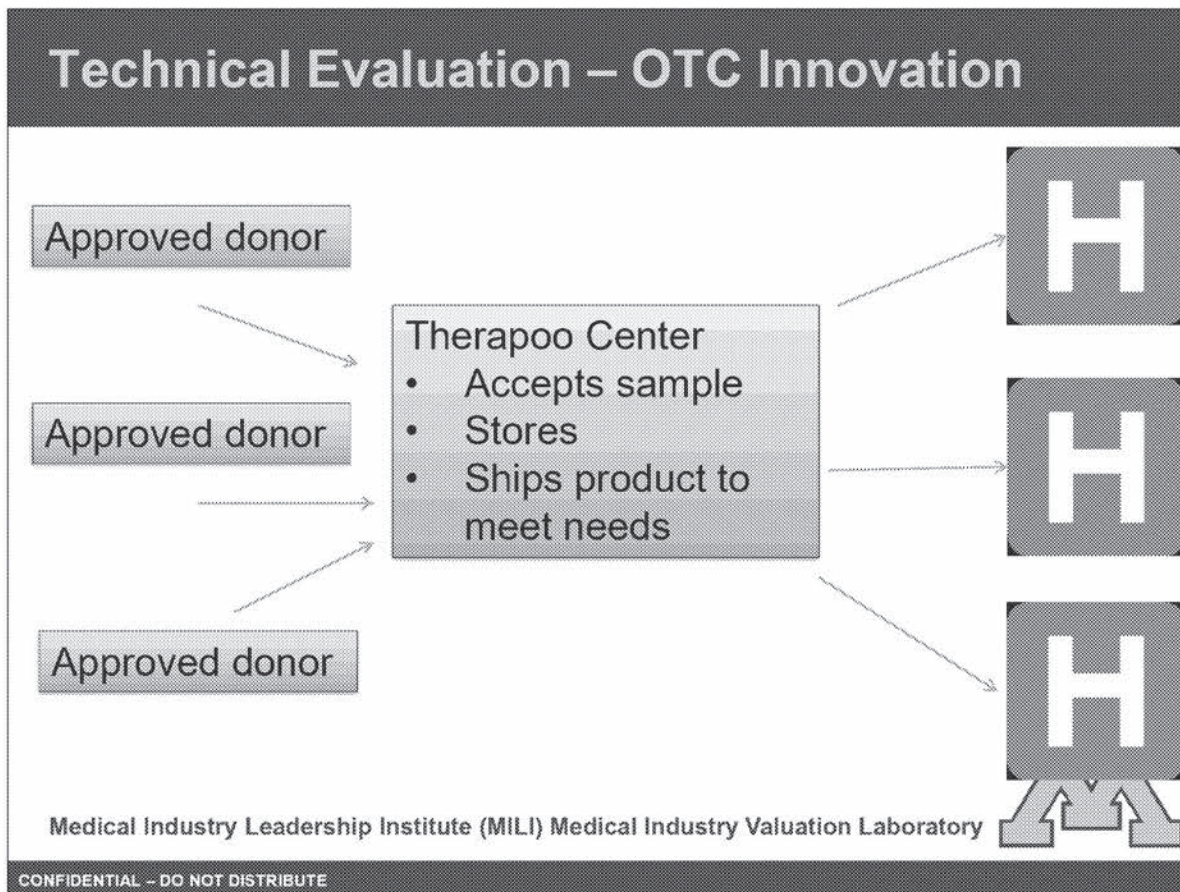 Technical Evaluation – OTC Innovation
Approved donor
Approved donor
Approved donor
Therapoo Center
• Accepts sample
• Stores
• Ships product to
meet needs
H
H
H
Medical Industry Leadership Institute (MILI) Medical Industry Valuation Laboratory
M
CONFIDENTIAL – DO NOT DISTRIBUTE